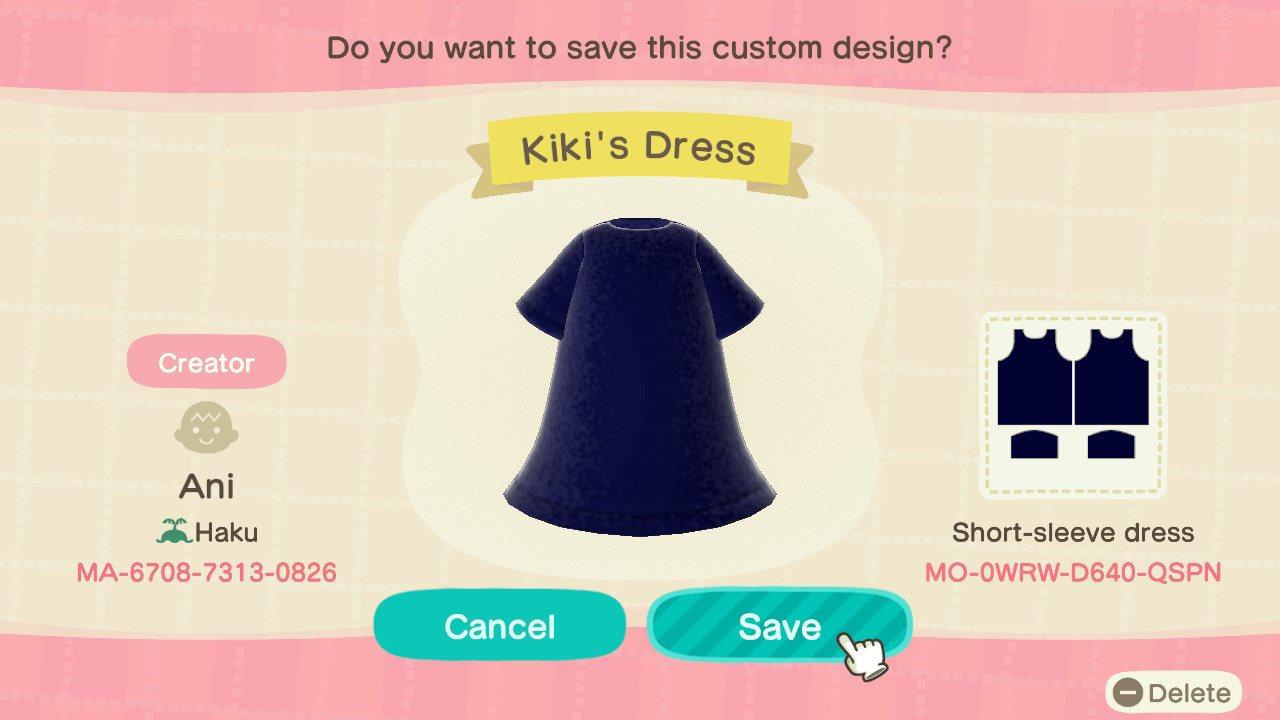 Do you want to save this custom design?
Kiki's Dress
Creator
Ani
Haku
MA-6708-7313-0826
Short-sleeve dress
MO-0WRW-D640-QSPN
Cancel
Save
Delete